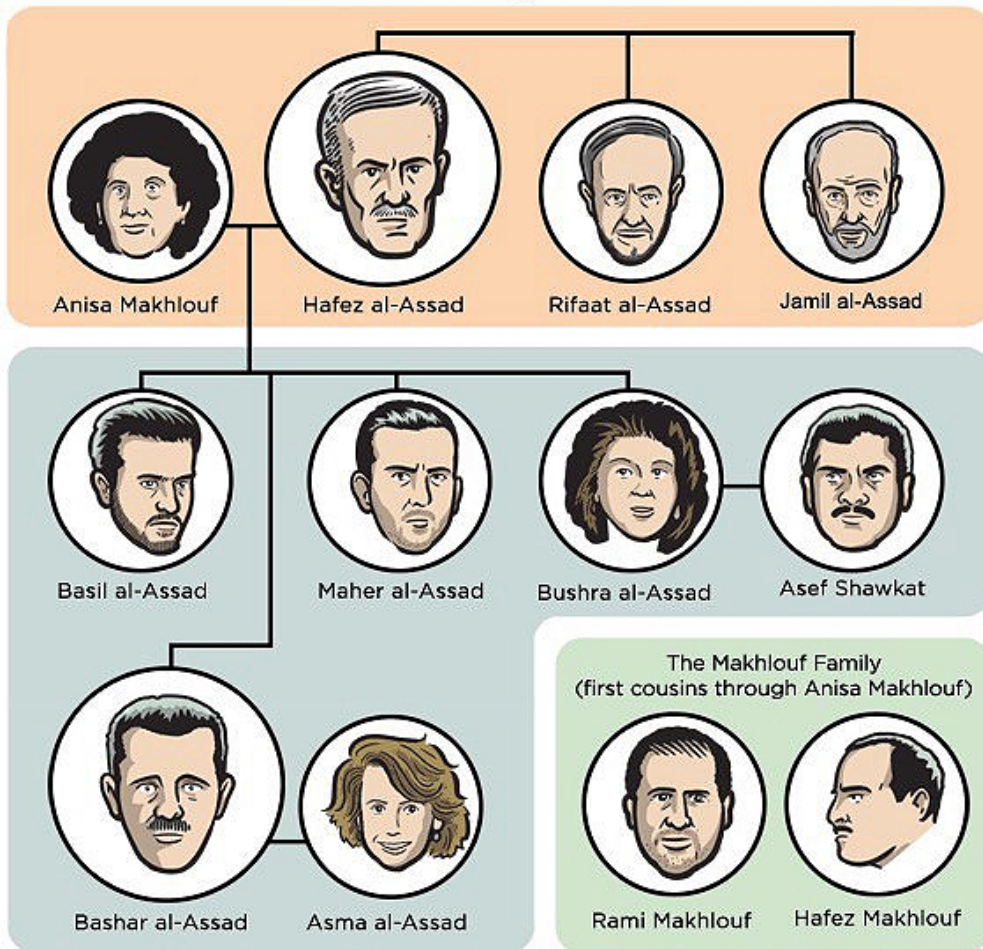 Anisa Makhlouf
Hafez al-Assad
Rifaat al-Assad
Jamil al-Assad
Basil al-Assad
Maher al-Assad
Bushra al-Assad
Asef Shawkat
The Makhlouf Family
(first cousins through Anisa Makhlouf)
Bashar al-Assad
Asma al-Assad
Rami Makhlouf
Hafez Makhlouf